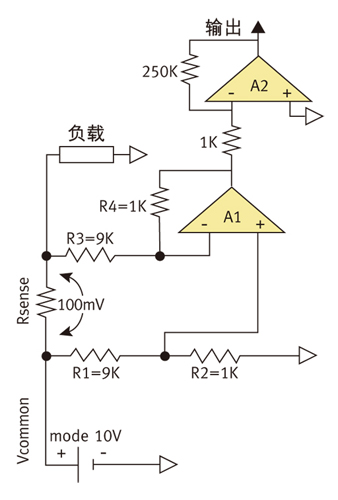 输出
250K
A2
- +
1K
负载
R4=1K
A1
R3=9K
- +
Rsense
100mV
R1=9K
R2=1K
Vcommon
mode 10V
+ -